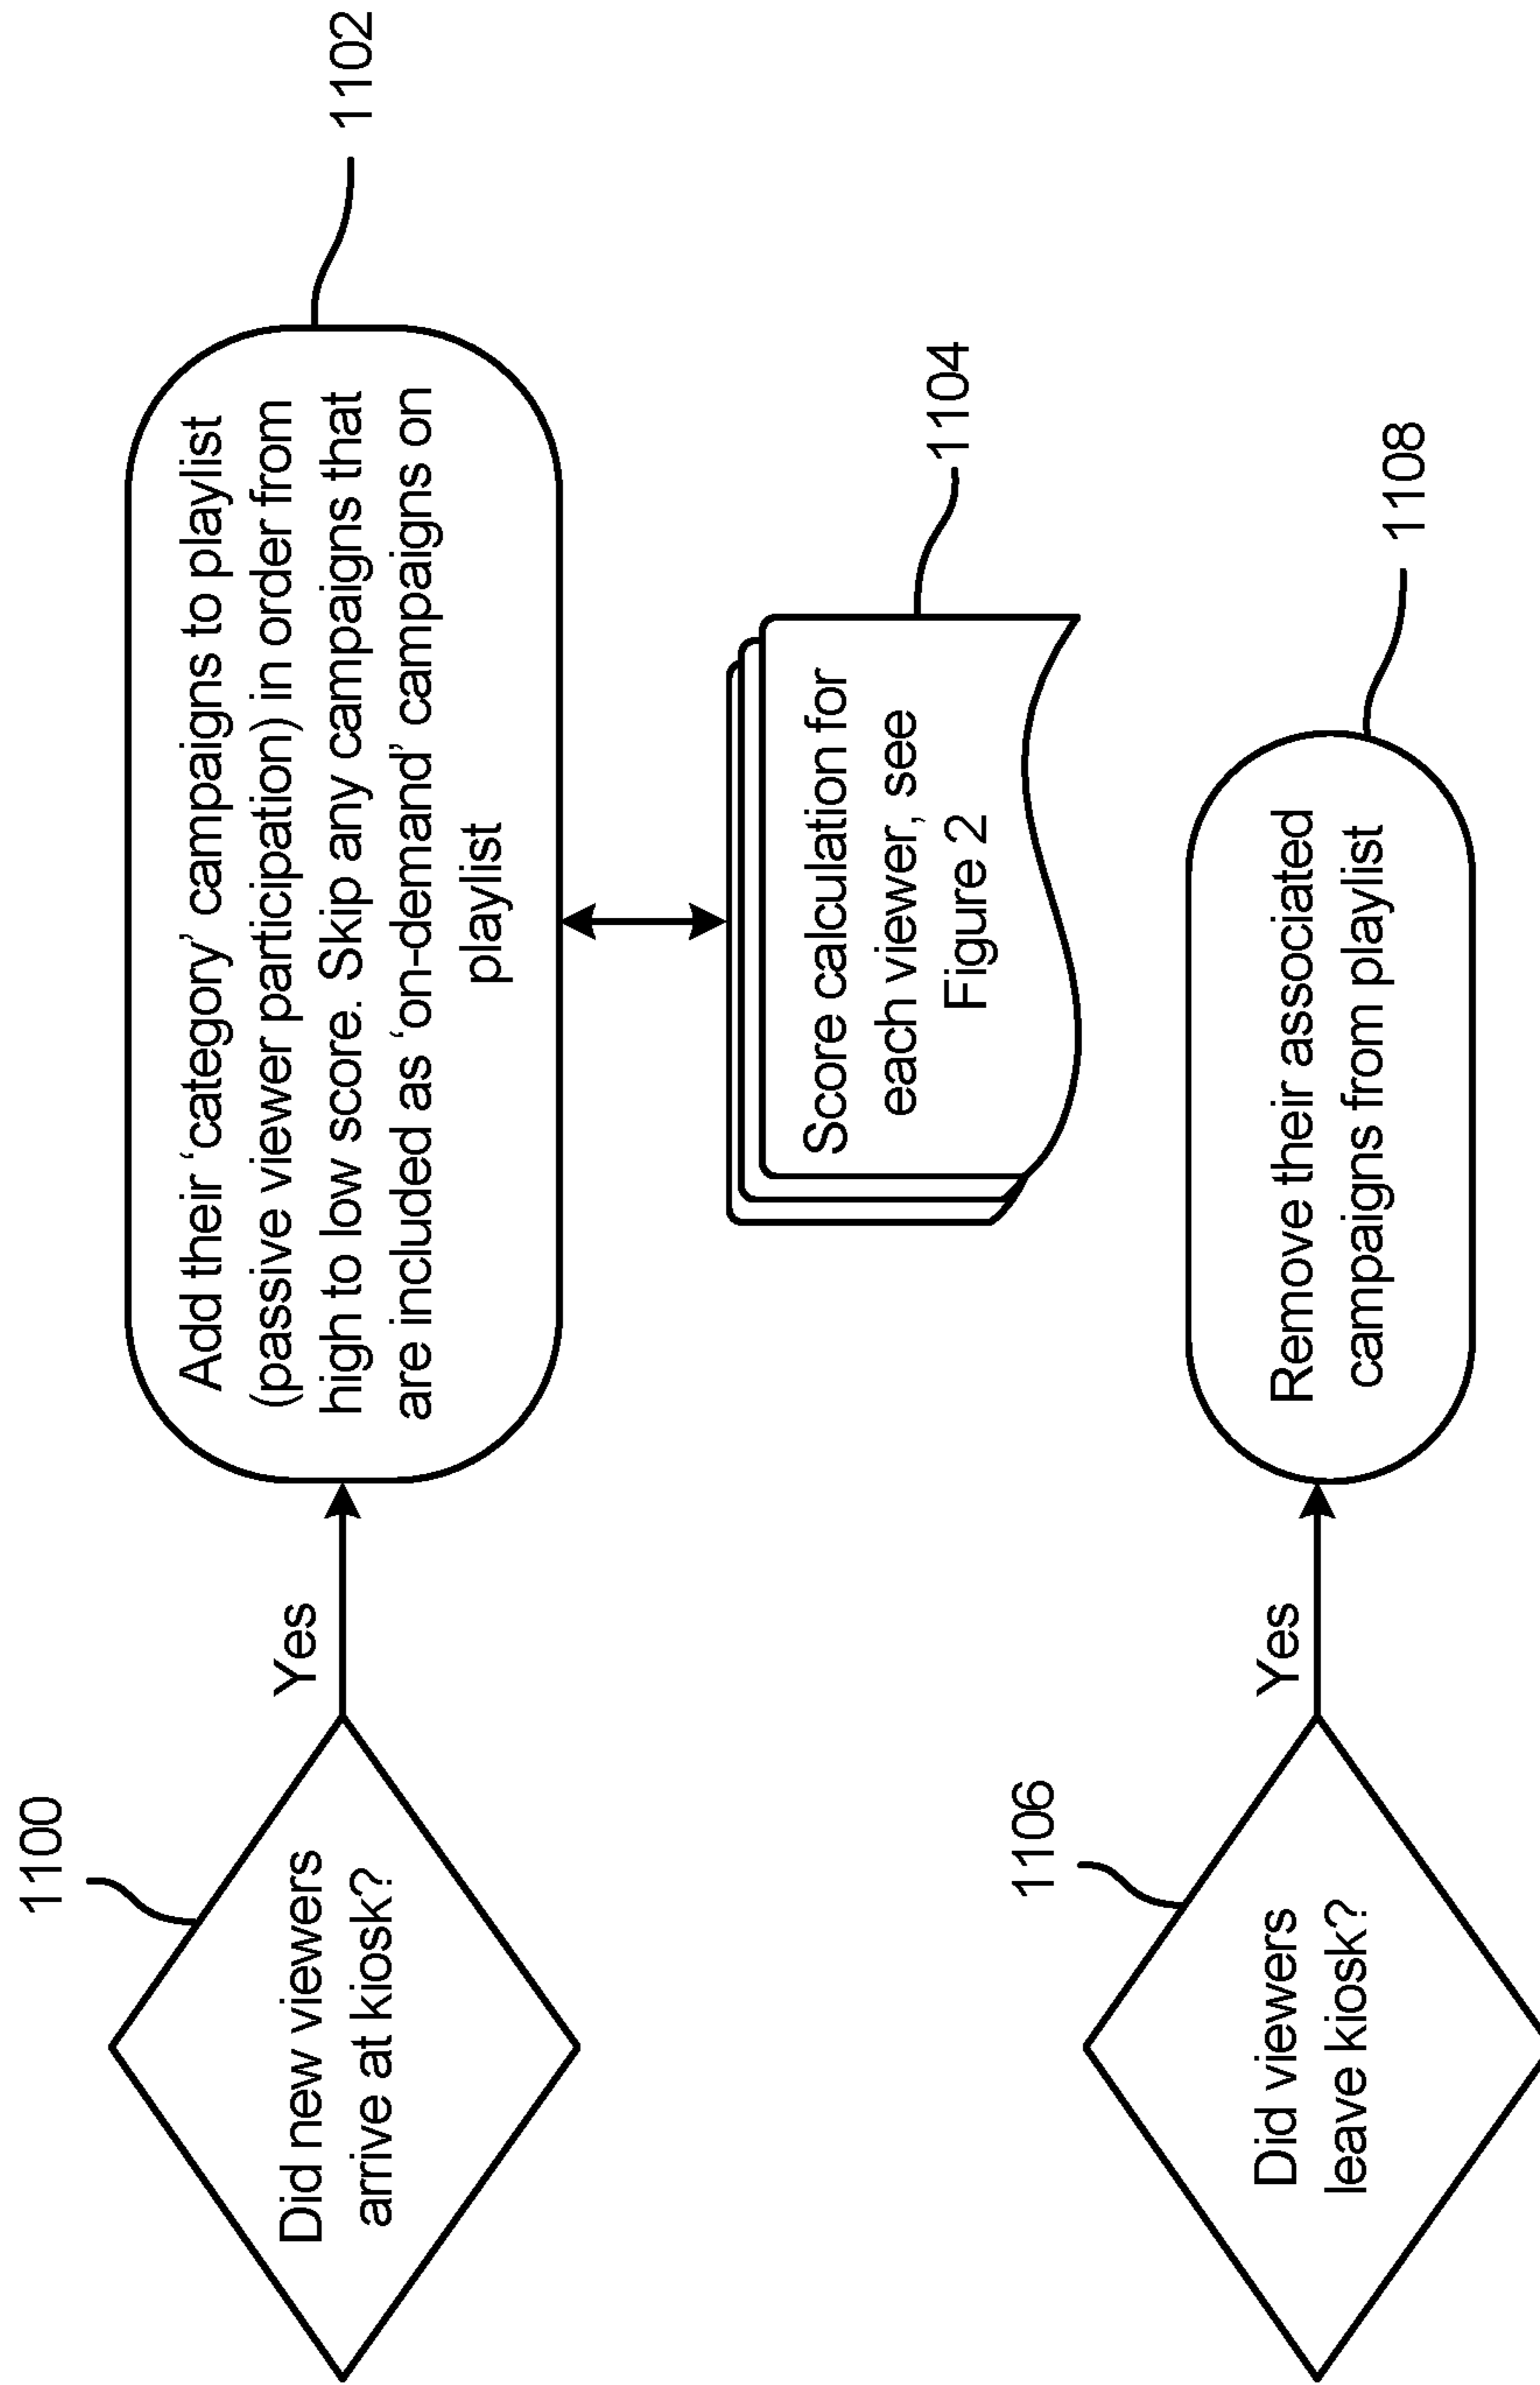 1100
Did new viewers
arrive at kiosk?
Yes
Add their ‘category’ campaigns to playlist
(passive viewer participation) in order from
high to low score. Skip any campaigns that
are included as ‘on-demand’ campaigns on
playlist
1102
Score calculation for
each viewer, see
Figure 2
1104
1106
Did viewers
leave kiosk?
Yes
Remove their associated
campaigns from playlist
1108